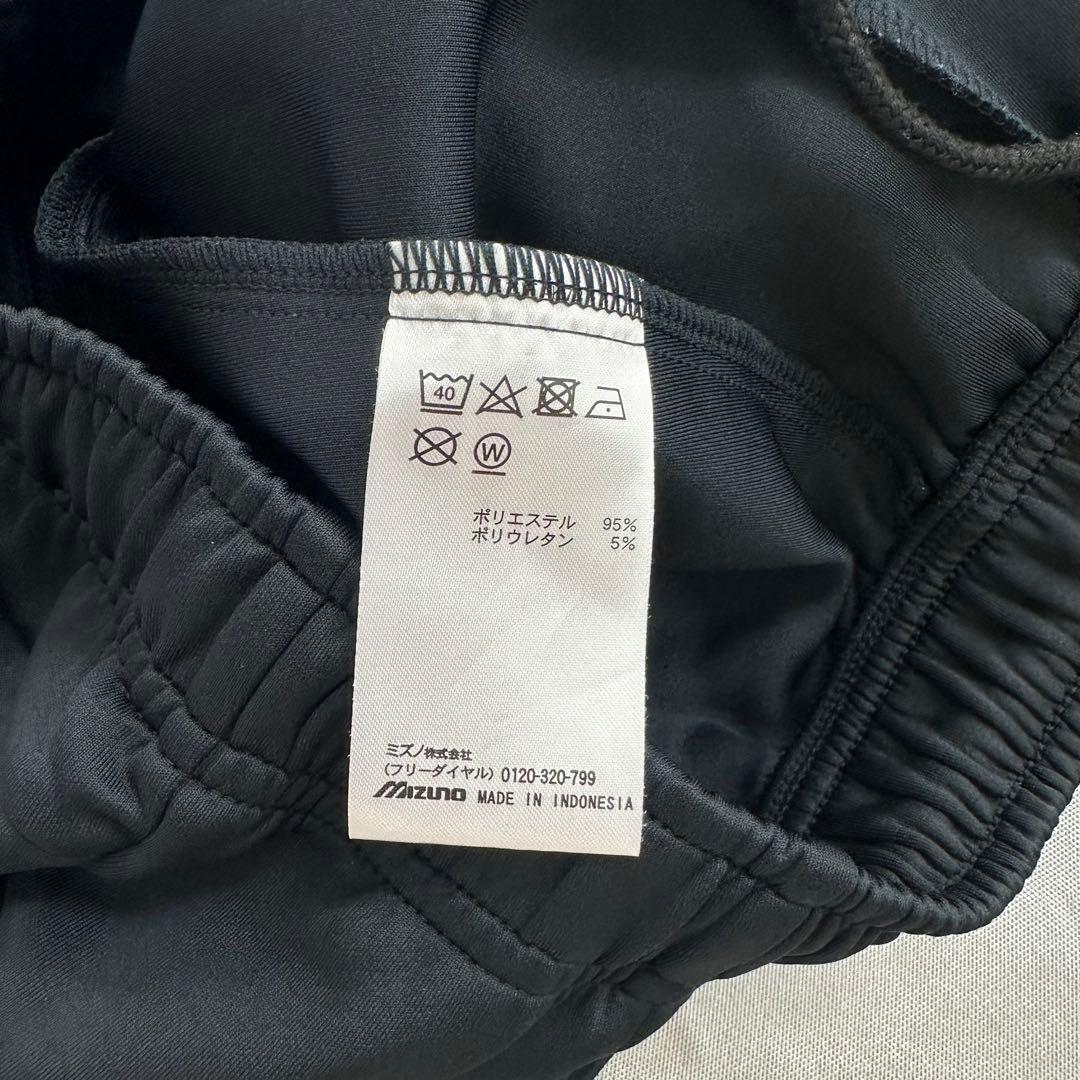 40
W
ポリエステル 95%
ポリウレタン 5%
ミズノ株式会社
(フリーダイヤル) 0120-320-799
MIZUNO MADE IN INDONESIA